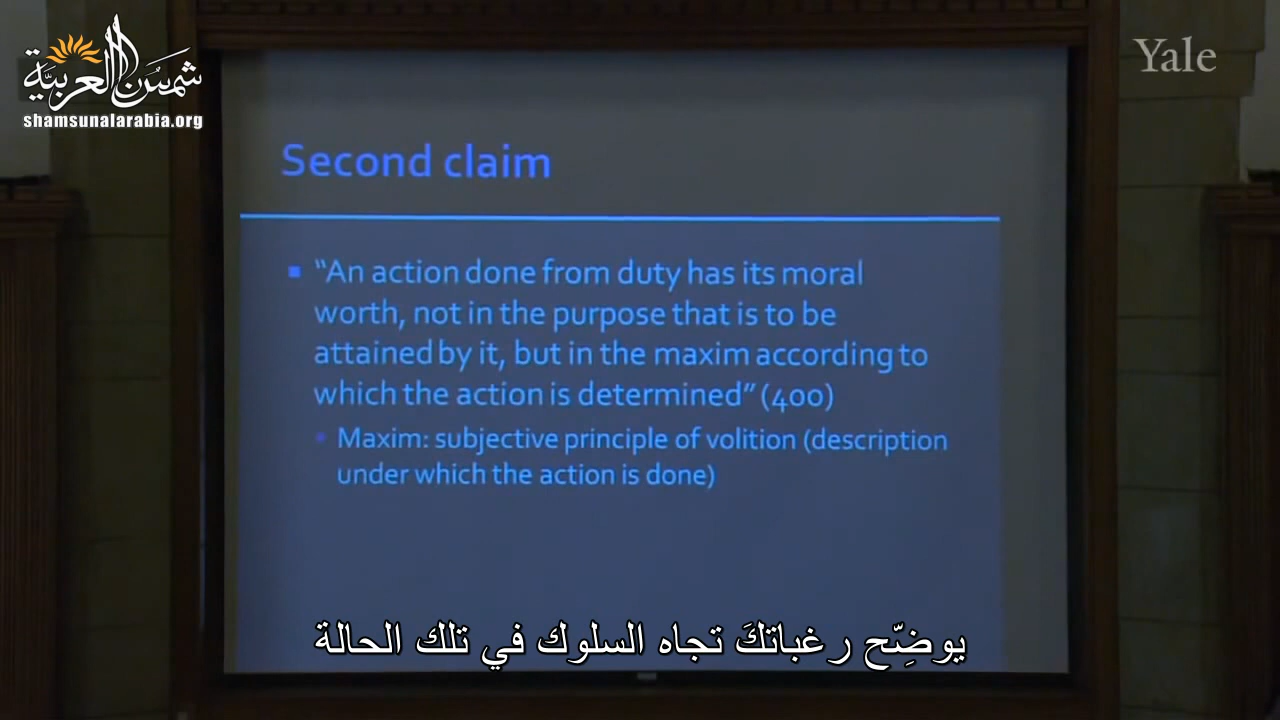 شمس العربية
shamsunalarabia.org
Yale
Second claim
“An action done from duty has its moral
worth, not in the purpose that is to be
attained by it, but in the maxim according to
which the action is determined” (400)
Maxim: subjective principle of volition (description
under which the action is done)
يوضِّح رغباتكَ تجاه السلوك في تلك الحالة